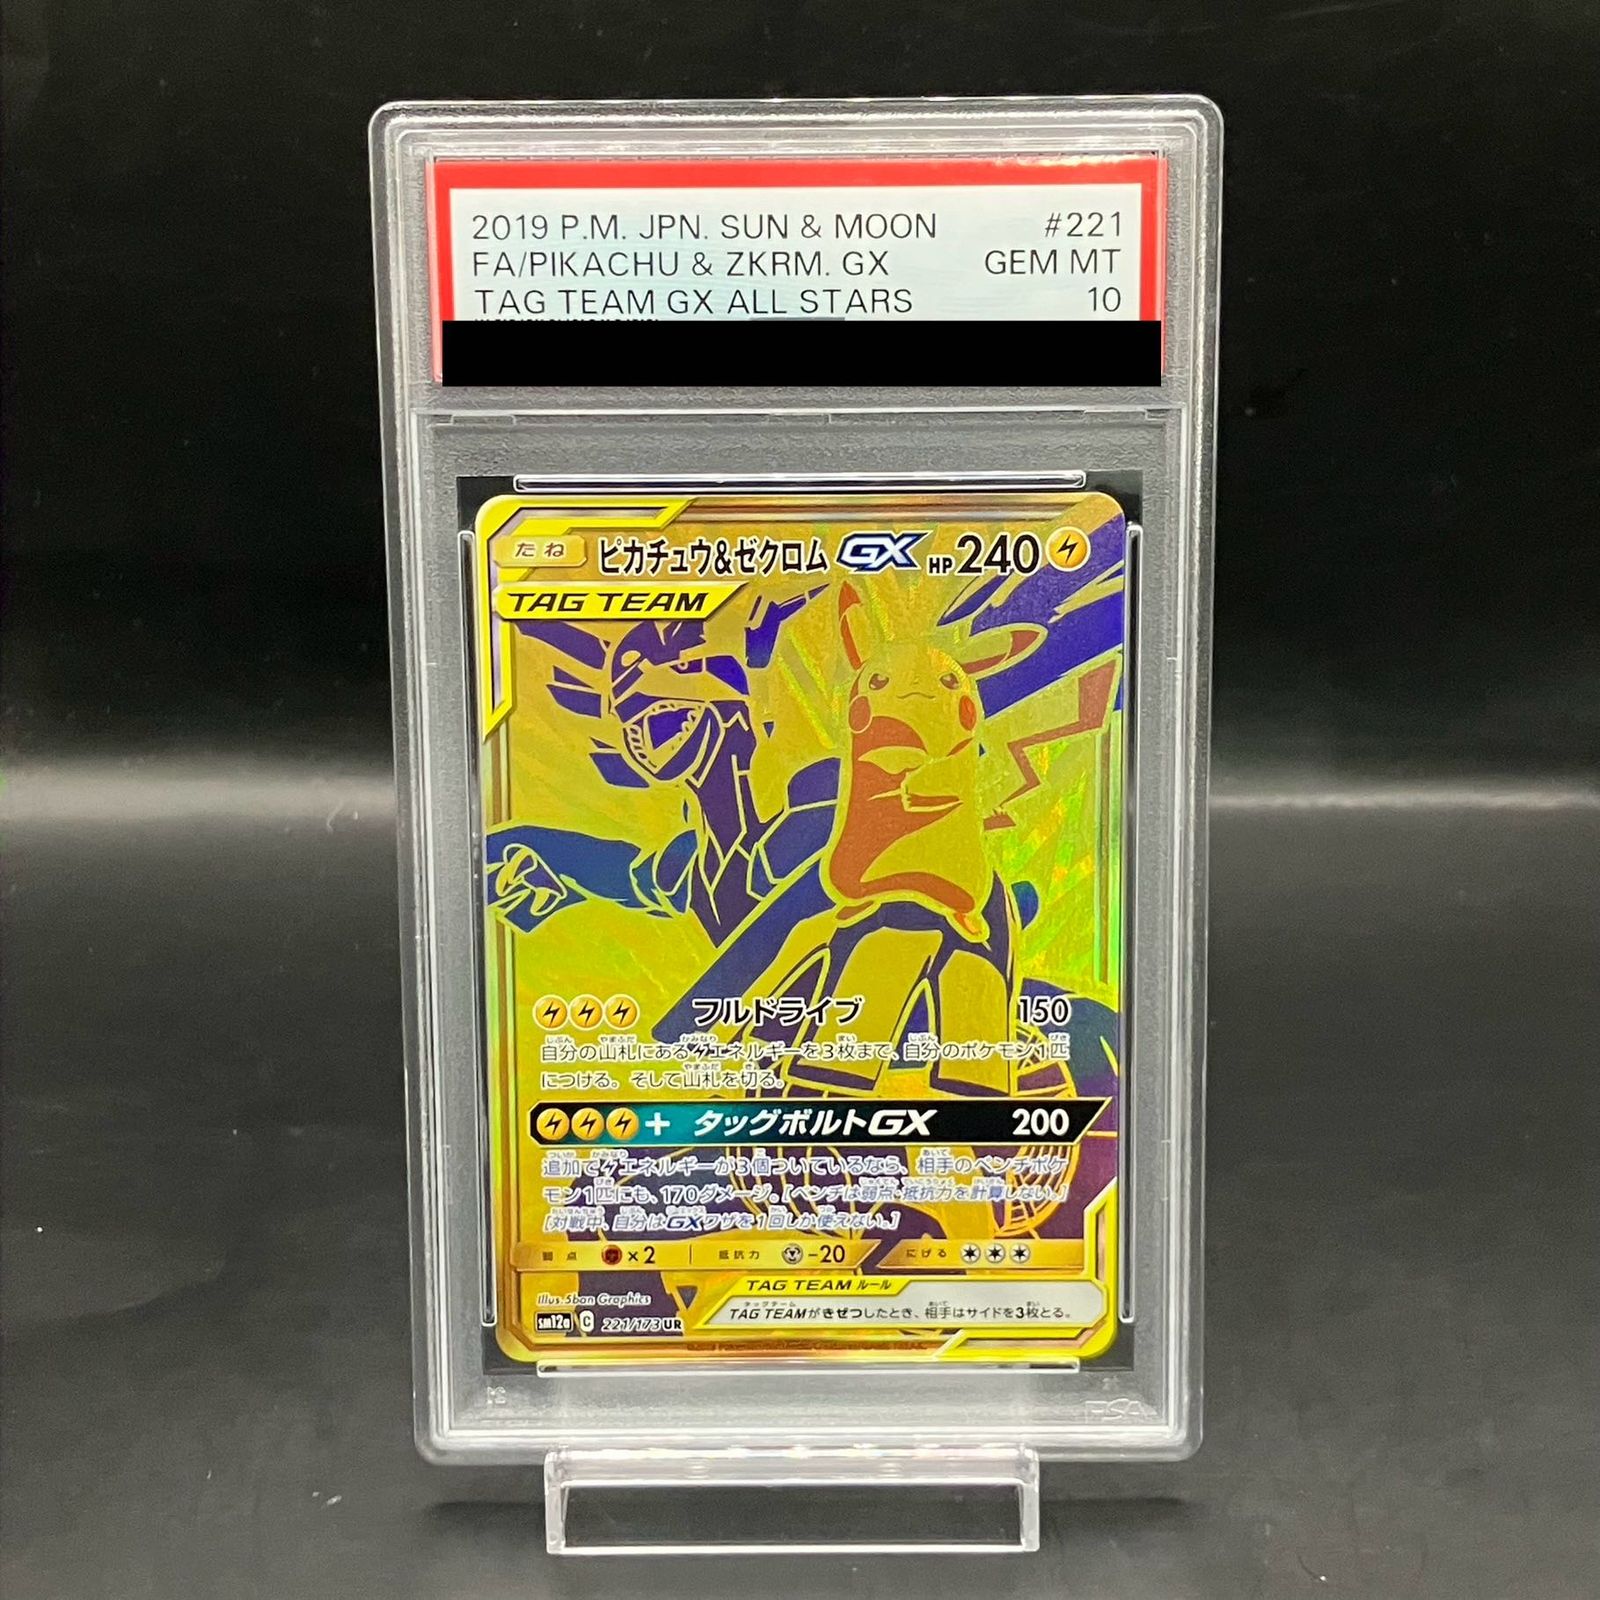 2019 P.M. JPN. SUN & MOON #221
FA/PIKACHU & ZKRM. GX GEM MT
TAG TEAM GX ALL STARS 10
たね ピカチュウ&ゼクロム GX HP 240
TAG TEAM
フルドライブ 150
自分の山札にあるエネルギーを3枚まで、自分のポケモン1匹
につける。そして山札を切る。
+ タッグボルトGX 200
追加でエネルギーが3個ついているなら、相手のベンチポケ
モン1匹にも、170ダメージ。[ベンチは弱点・抵抗力を計算しない。]
[対戦中、自分はGXワザを1回しか使えない。]
弱点 ×2 抵抗力 -20 にげる
TAG TEAM ルール
Illus. 5ban Graphics
TAG TEAMがきぜつしたとき、相手はサイドを3枚とる。
sm12a C 221/173 UR
PSA